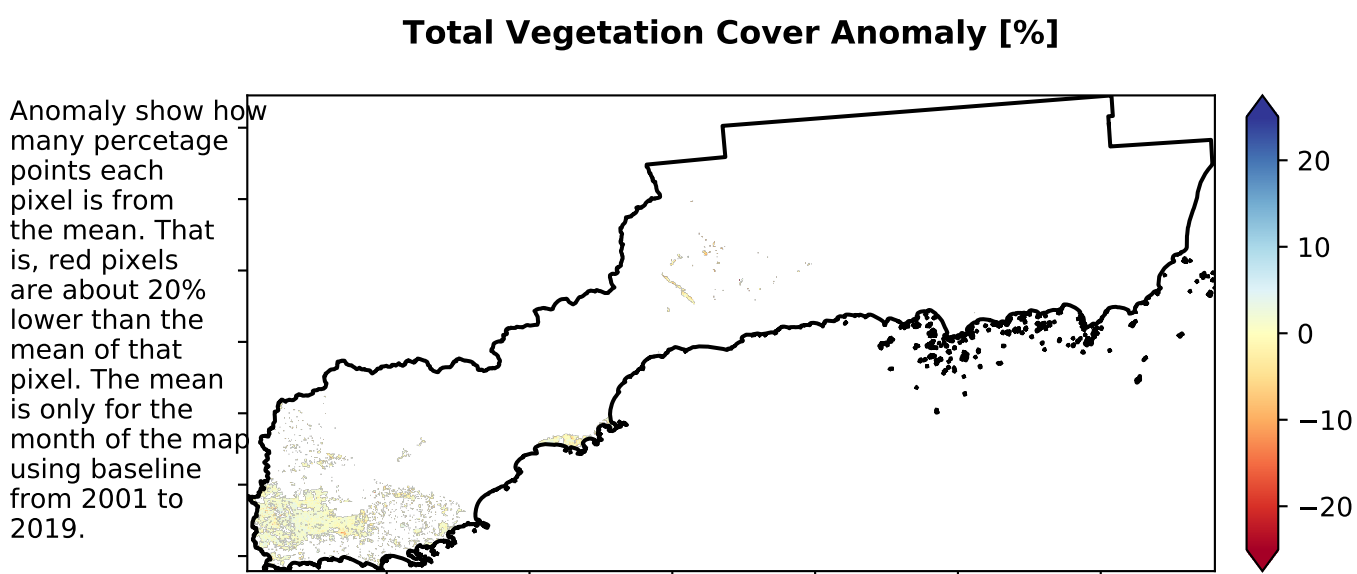 Total Vegetation Cover Anomaly [%]
Anomaly show how
many percetage
points each
pixel is from
the mean. That
is, red pixels
are about 20%
lower than the
mean of that
pixel. The mean
is only for the
month of the map
using baseline
from 2001 to
2019.
20
10
0
−10
−20